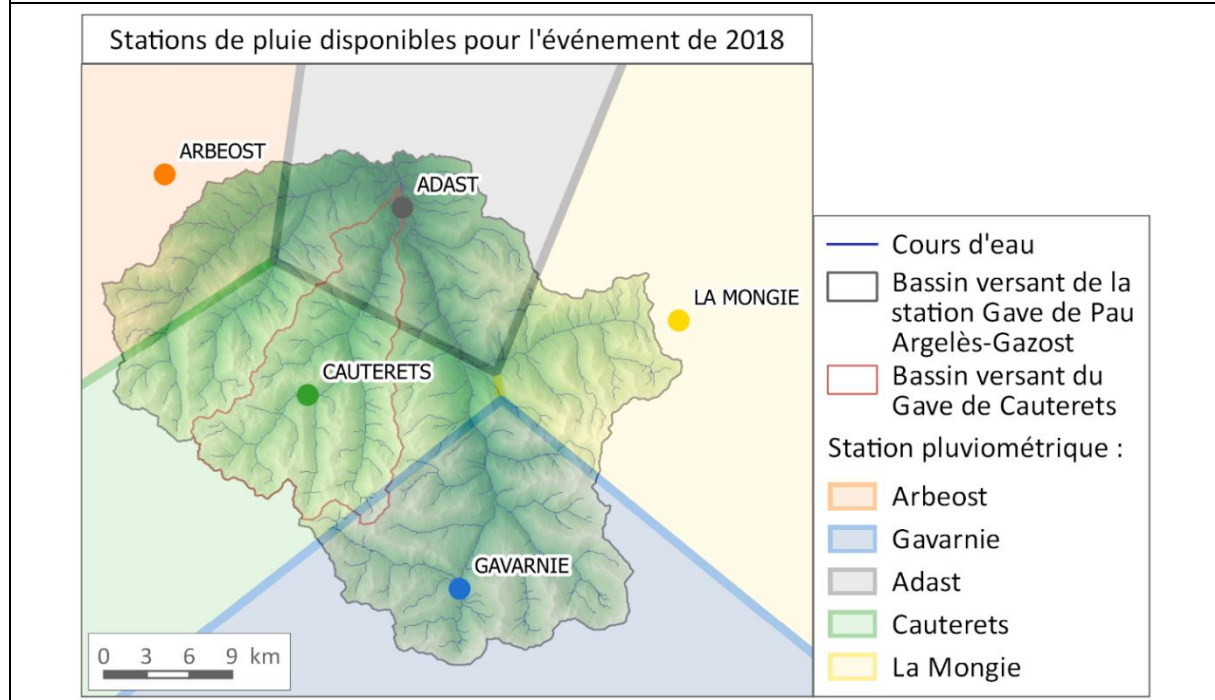 Stations de pluie disponibles pour l'événement de 2018
ARBEOST
ADAST
LA MONGIE
CAUTERETS
GAVARNIE
0 3 6 9 km
Cours d'eau
Bassin versant de la
station Gave de Pau
Argelès-Gazost
Bassin versant du
Gave de Cauterets
Station pluviométrique :
Arbeost
Gavarnie
Adast
Cauterets
La Mongie